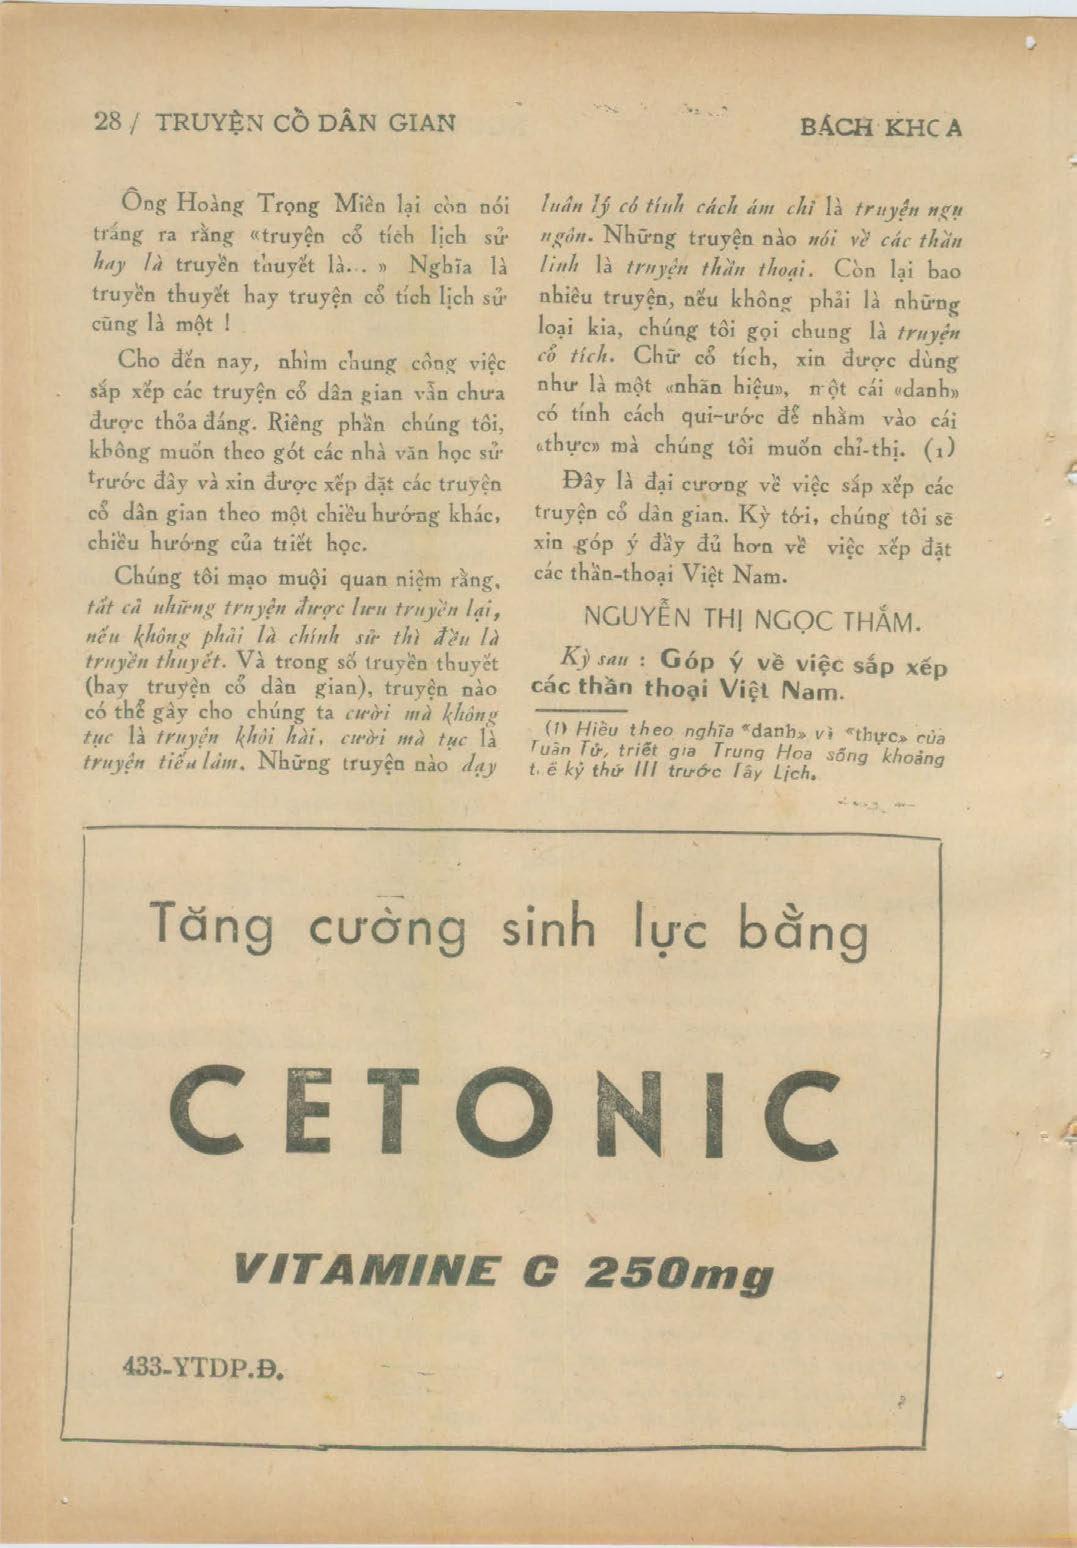 28 / TRUYỆN CỔ DÂN GIAN
BÁCH KHOA
Ông Hoàng Trọng Miên lại còn nói
trắng ra rằng «truyện cổ tích lịch sử
hay là truyền thuyết là... » Nghĩa là
truyền thuyết hay truyện cổ tích lịch sử
cũng là một !
Cho đến nay, nhìm chung công việc
sắp xếp các truyện cổ dân gian vẫn chưa
được thỏa đáng. Riêng phần chúng tôi,
không muốn theo gót các nhà văn học sử
trước đây và xin được xếp đặt các truyện
cổ dân gian theo một chiều hướng khác,
chiều hướng của triết học.
Chúng tôi mạo muội quan niệm rằng,
tất cả những truyện được lưu truyền lại,
nếu không phải là chính sử thì đều là
truyền thuyết. Và trong số truyền thuyết
(hay truyện cổ dân gian), truyện nào
có thể gây cho chúng ta cười mà không
tục là truyện khôi hài, cười mà tục là
truyện tiếu lâm. Những truyện nào dạy
luân lý có tính cách ám chỉ là truyện ngụ
ngôn. Những truyện nào nói về các thần
linh là truyện thần thoại. Còn lại bao
nhiêu truyện, nếu không phải là những
loại kia, chúng tôi gọi chung là truyện
cổ tích. Chữ cổ tích, xin được dùng
như là một «nhãn hiệu», một cái «danh»
có tính cách qui-ước để nhằm vào cái
«thực» mà chúng tôi muốn chỉ-thị. (1)
Đây là đại cương về việc sắp xếp các
truyện cổ dân gian. Kỳ tới, chúng tôi sẽ
xin góp ý đầy đủ hơn về việc xếp đặt
các thần-thoại Việt Nam.
NGUYỄN THỊ NGỌC THẮM.
Kỳ sau : Góp ý về việc sắp xếp
các thần thoại Việt Nam.
(1) Hiểu theo nghĩa «danh» vì «thực» của
Tuân Tử, triết gia Trung Hoa sống khoảng
thế kỷ thứ III trước Tây Lịch.
Tăng cường sinh lực bằng
CETONIC
VITAMINE C 250mg
433-YTDP.Đ.